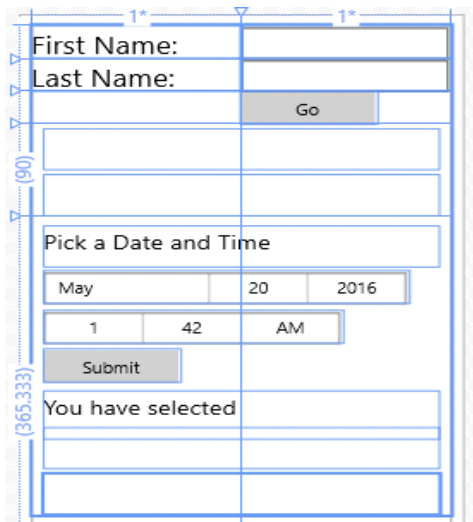 1* 1*
First Name:
Last Name:
Go
(90)
Pick a Date and Time
May 20 2016
1 42 AM
Submit
(365.333)
You have selected